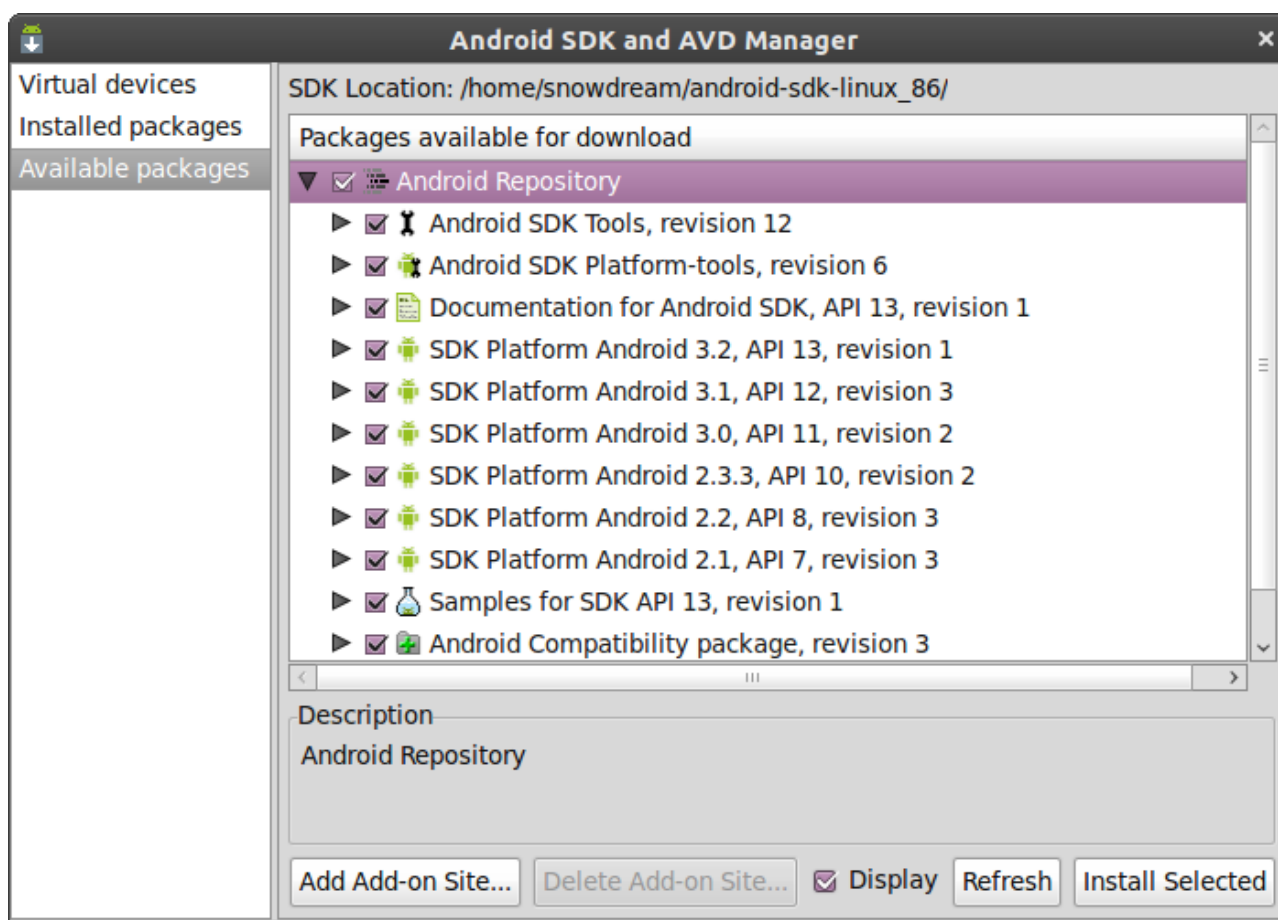 Android SDK and AVD Manager
Virtual devices
Installed packages
Available packages
SDK Location: /home/snowdream/android-sdk-linux_86/
Packages available for download
Android Repository
Android SDK Tools, revision 12
Android SDK Platform-tools, revision 6
Documentation for Android SDK, API 13, revision 1
SDK Platform Android 3.2, API 13, revision 1
SDK Platform Android 3.1, API 12, revision 3
SDK Platform Android 3.0, API 11, revision 2
SDK Platform Android 2.3.3, API 10, revision 2
SDK Platform Android 2.2, API 8, revision 3
SDK Platform Android 2.1, API 7, revision 3
Samples for SDK API 13, revision 1
Android Compatibility package, revision 3
Description
Android Repository
Add Add-on Site... Delete Add-on Site... Display Refresh Install Selected